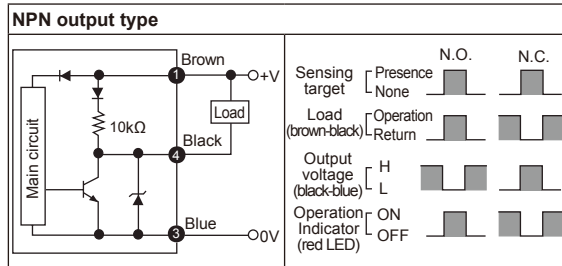 NPN output type
Main circuit
10kΩ
1
Brown
+V
Load
4
Black
3
Blue
0V
N.O.
N.C.
Sensing target
Presence
None
Load
(brown-black)
Operation
Return
Output voltage
(black-blue)
H
L
Operation Indicator
(red LED)
ON
OFF